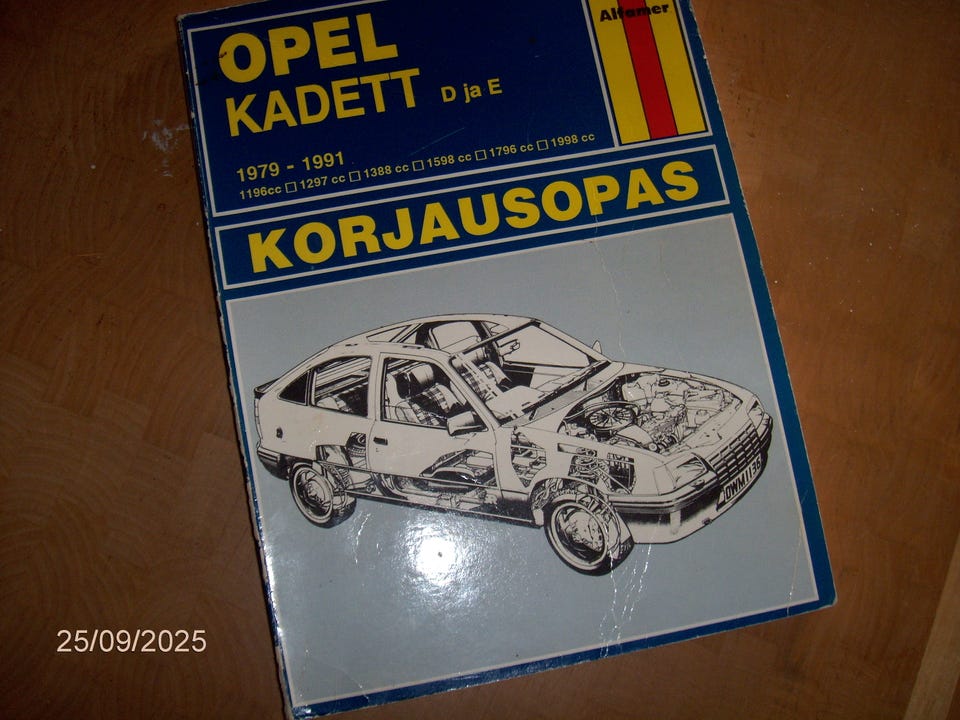 Alfamer
OPEL
KADETT D ja E
1979 - 1991
1196cc □ 1297 cc □ 1388 cc □ 1598 cc □ 1796 cc □ 1998 cc
KORJAUSOPAS
25/09/2025